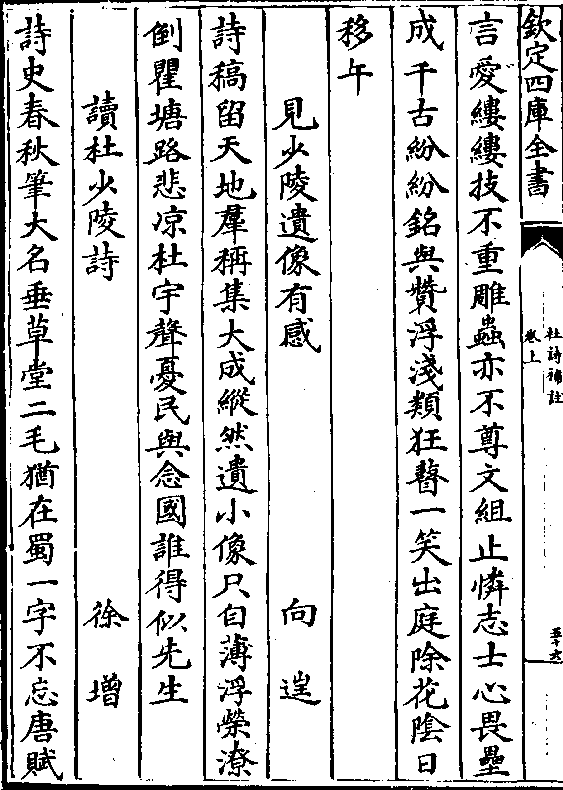 欽定四庫全書
杜詩補註
卷上
五十六
言愛縷縷技不重雕蟲亦不尊文組止憐志士心畏壘
成千古紛紛銘與贊浮淺類狂瞽一笑出庭除花陰日
移午
見少陵遺像有感
向遑
詩稿留天地羣稱集大成縱然遺小像只自薄浮榮潦
倒瞿塘路悲凉杜宇聲憂民與念國誰得似先生
讀杜少陵詩
徐增
詩史春秋筆大名垂草堂二毛猶在蜀一字不忘唐賦